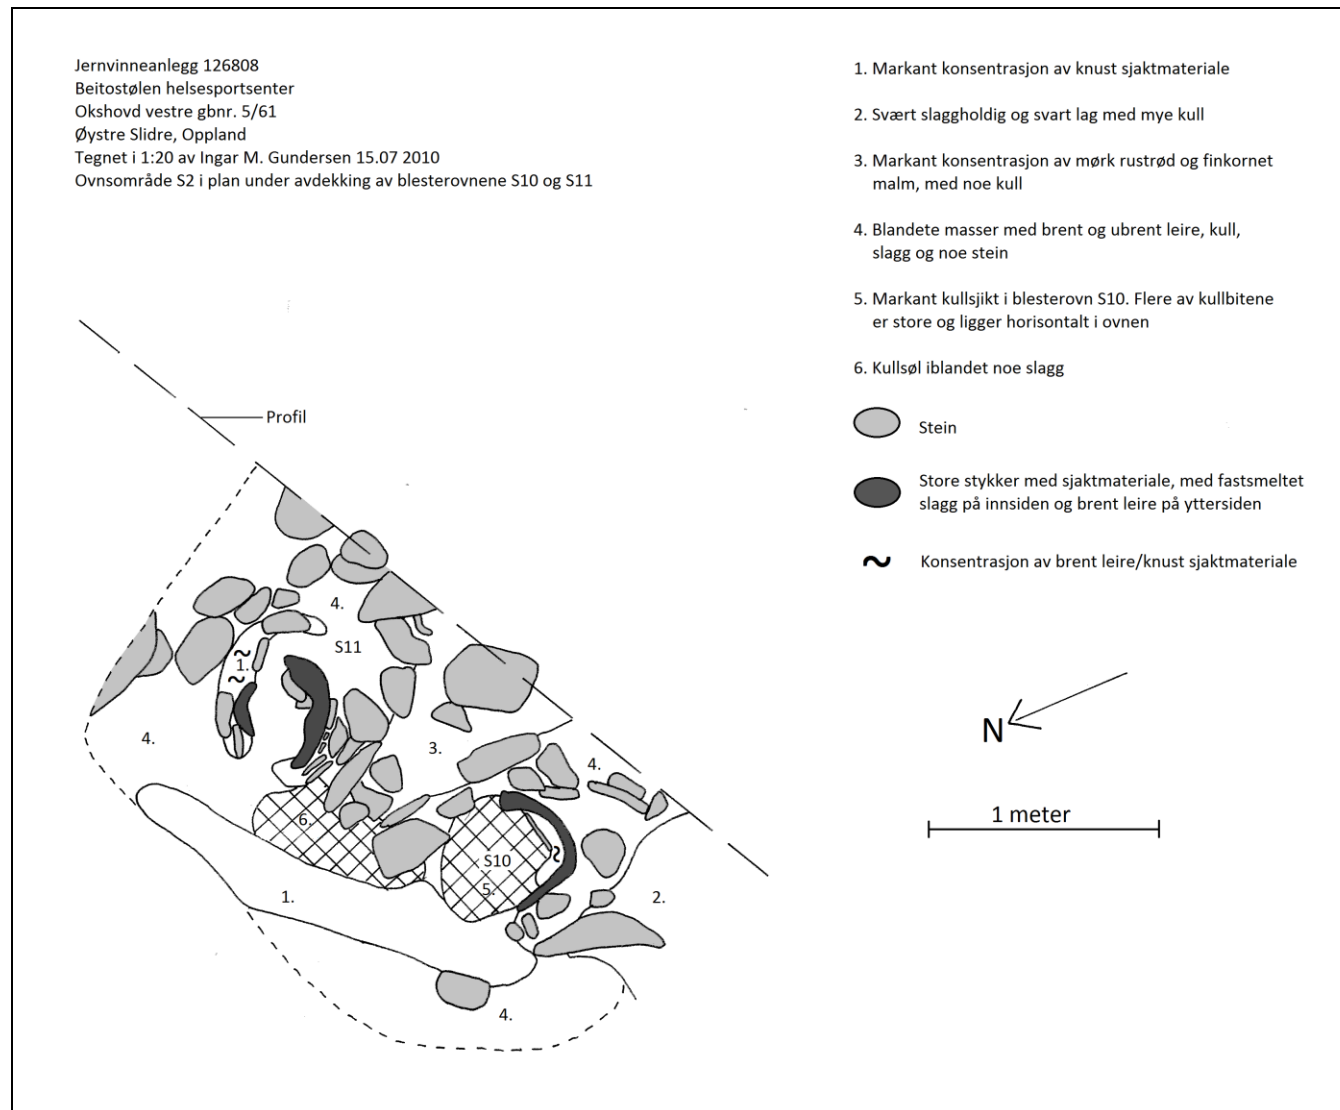 Jernvinneanlegg 126808
Beitostølen helsesportsenter
Okshovd vestre gbnr. 5/61
Øystre Slidre, Oppland
Tegnet i 1:20 av Ingar M. Gundersen 15.07 2010
Ovnsområde S2 i plan under avdekking av blesterovnene S10 og S11
1. Markant konsentrasjon av knust sjaktmateriale
2. Svært slaggholdig og svart lag med mye kull
3. Markant konsentrasjon av mørk rustrød og finkornet
malm, med noe kull
4. Blandete masser med brent og ubrent leire, kull,
slagg og noe stein
5. Markant kullsjikt i blesterovn S10. Flere av kullbitene
er store og ligger horisontalt i ovnen
6. Kullsøl iblandet noe slagg
Stein
Store stykker med sjaktmateriale, med fastsmeltet
slagg på innsiden og brent leire på yttersiden
~ Konsentrasjon av brent leire/knust sjaktmateriale
Profil
4.
S11
1.
4.
3.
4.
6.
S10
5.
1.
2.
4.
N
1 meter